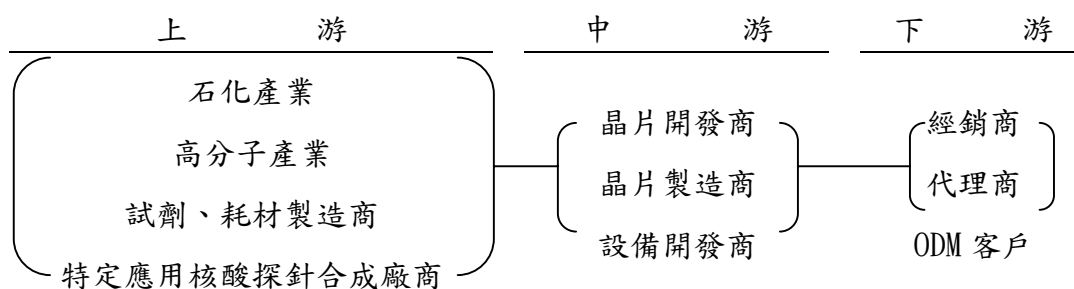 上游
中游
下游
石化產業
高分子產業
試劑、耗材製造商
特定應用核酸探針合成廠商
晶片開發商
晶片製造商
設備開發商
經銷商
代理商
ODM 客戶